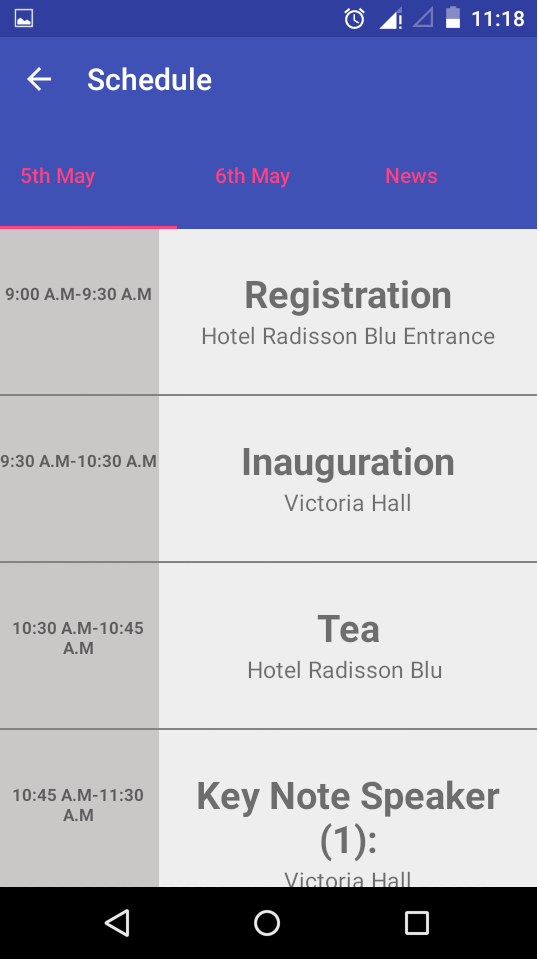 11:18
Schedule
5th May 6th May News
9:00 A.M-9:30 A.M
Registration
Hotel Radisson Blu Entrance
9:30 A.M-10:30 A.M
Inauguration
Victoria Hall
10:30 A.M-10:45
A.M
Tea
Hotel Radisson Blu
10:45 A.M-11:30
A.M
Key Note Speaker
(1):
Victoria Hall